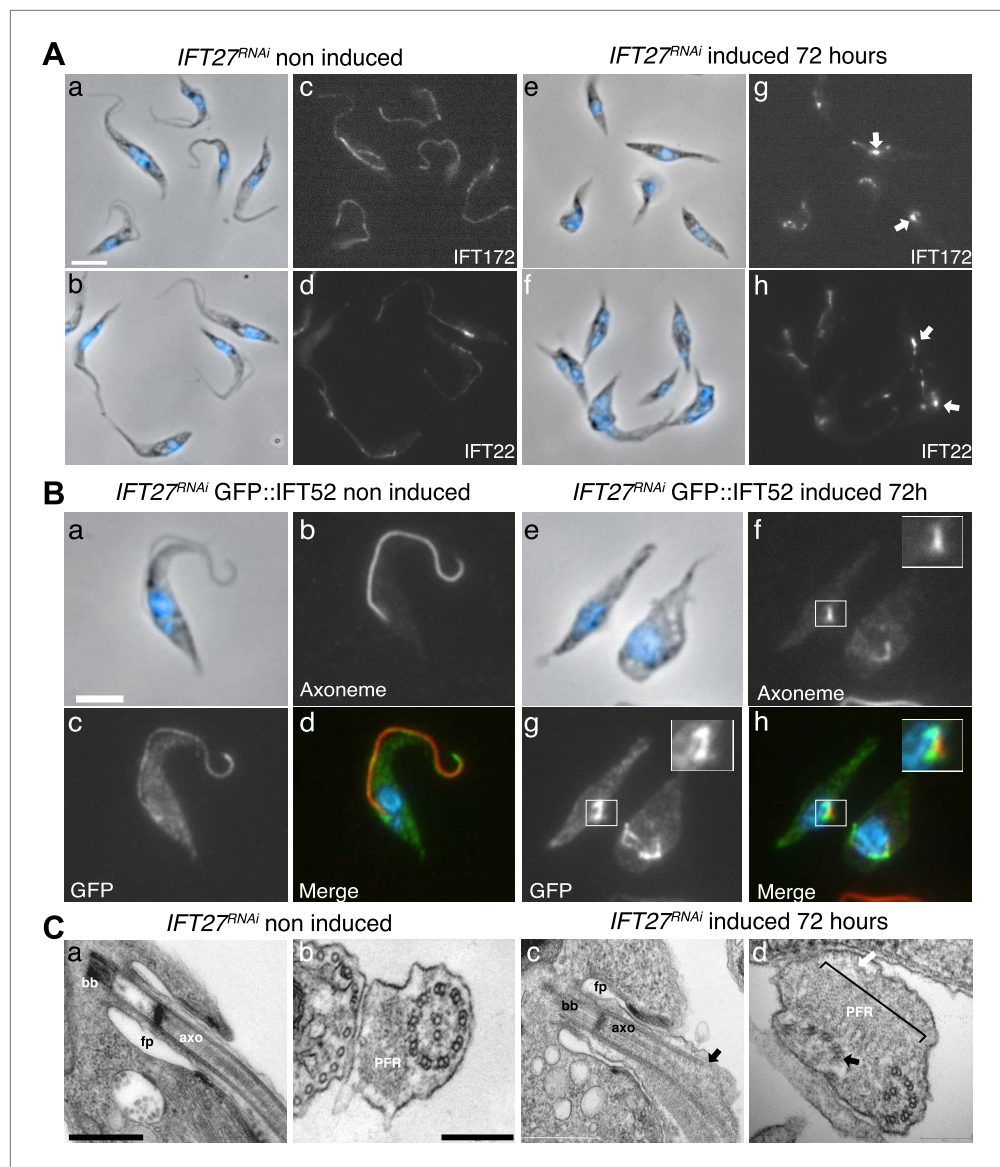 A
IFT27RNAi non induced
IFT27RNAi induced 72 hours
a
c
e
g
IFT172
IFT172
b
d
f
h
IFT22
IFT22
B
IFT27RNAi GFP::IFT52 non induced
IFT27RNAi GFP::IFT52 induced 72h
a
b
e
f
Axoneme
Axoneme
c
d
g
h
GFP
Merge
GFP
Merge
C
IFT27RNAi non induced
IFT27RNAi induced 72 hours
a
b
c
d
bb
fp
axo
PFR
fp
bb
axo
PFR